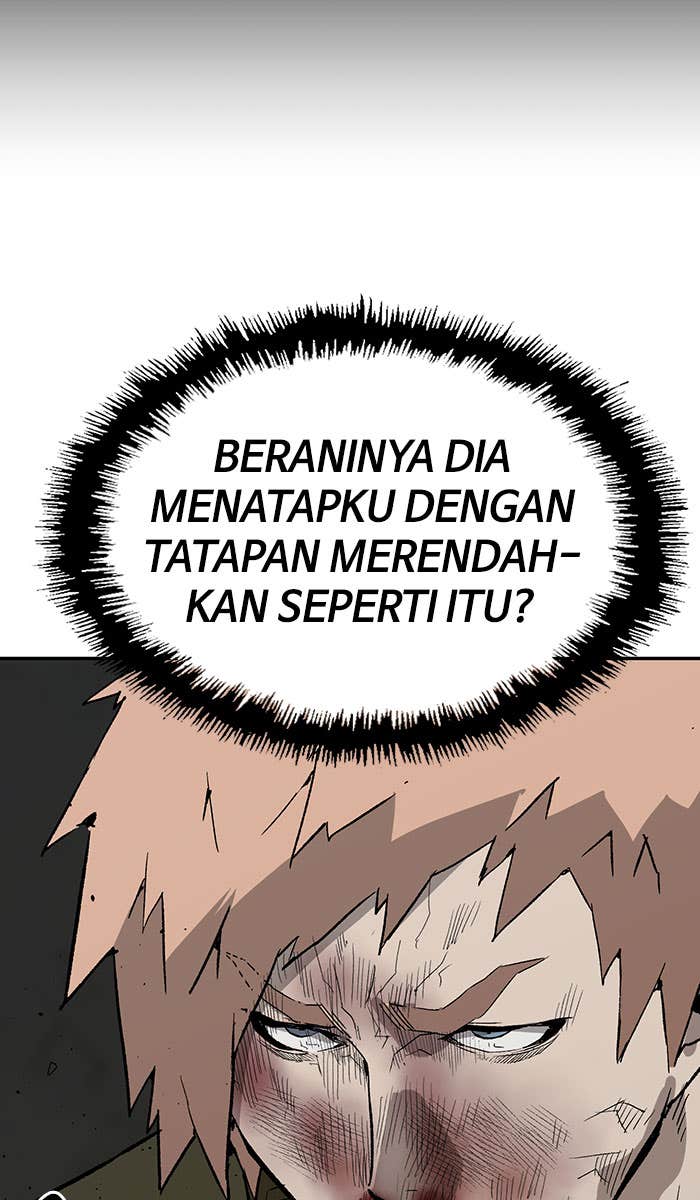 BERANINYA DIA
MENATAPKU DENGAN
TATAPAN MERENDAH-
KAN SEPERTI ITU?